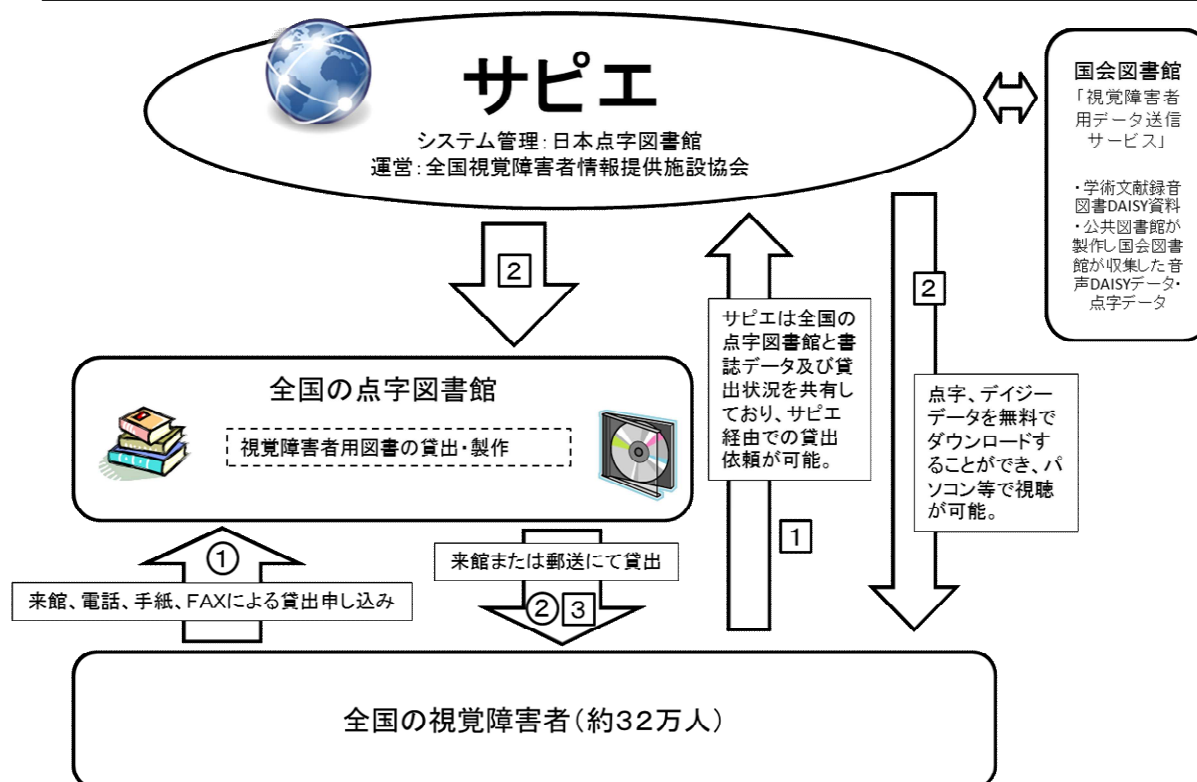 サピエ
システム管理：日本点字図書館
運営：全国視覚障害者情報提供施設協会
国会図書館
「視覚障害者
用データ送信
サービス」
・学術文献録音
図書DAISY資料
・公共図書館が
製作し国会図書
館が収集した音
声DAISYデータ・
点字データ
2
全国の点字図書館
視覚障害者用図書の貸出・製作
サピエは全国の
点字図書館と書
誌データ及び貸
出状況を共有し
ており、サピエ
経由での貸出
依頼が可能。
1
2
点字、デイジー
データを無料で
ダウンロードす
ることができ、パ
ソコン等で視聴
が可能。
①
来館、電話、手紙、FAXによる貸出申し込み
来館または郵送にて貸出
② 3
全国の視覚障害者（約３２万人）